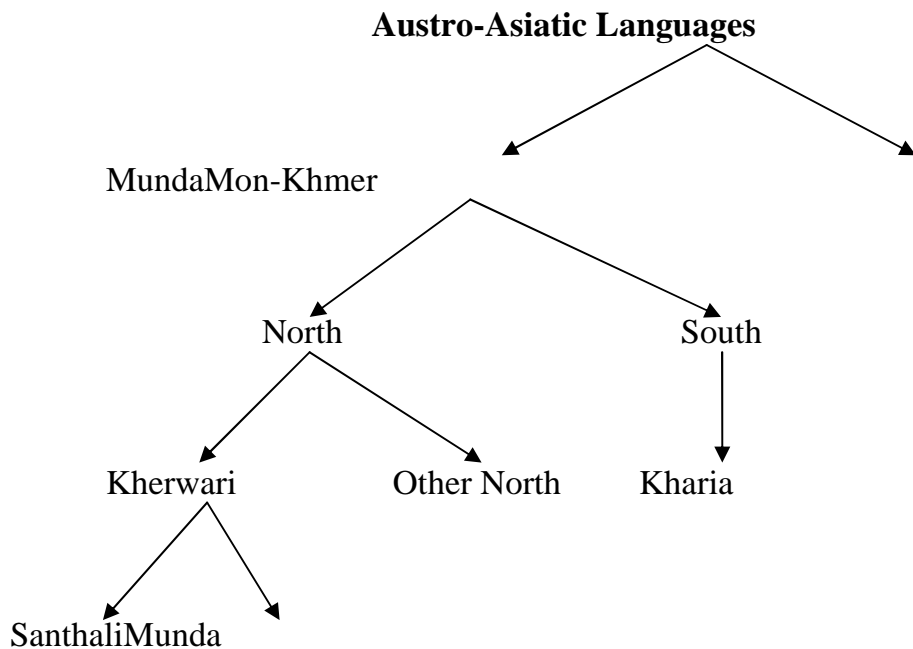 Austro-Asiatic Languages
MundaMon-Khmer
North South
Kherwari Other North Kharia
SanthaliMunda